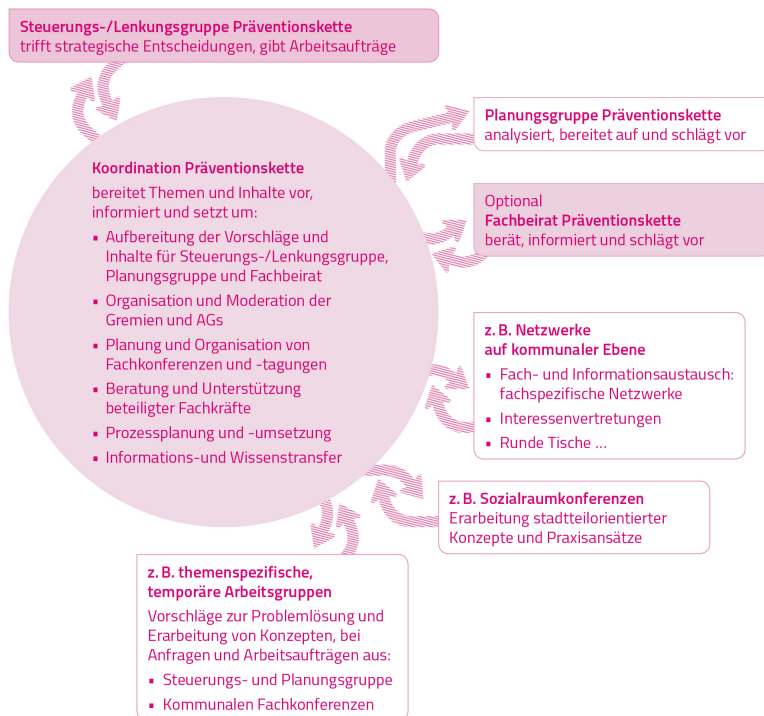 Steuerungs-/Lenkungsgruppe Präventionskette
trifft strategische Entscheidungen, gibt Arbeitsaufträge
Planungsgruppe Präventionskette
analysiert, bereitet auf und schlägt vor
Koordination Präventionskette
bereitet Themen und Inhalte vor,
informiert und setzt um:
▪ Aufbereitung der Vorschläge und
Inhalte für Steuerungs-/Lenkungsgruppe,
Planungsgruppe und Fachbeirat
▪ Organisation und Moderation der
Gremien und AGs
▪ Planung und Organisation von
Fachkonferenzen und -tagungen
▪ Beratung und Unterstützung
beteiligter Fachkräfte
▪ Prozessplanung und -umsetzung
▪ Informations-und Wissenstransfer
Optional
Fachbeirat Präventionskette
berät, informiert und schlägt vor
z. B. Netzwerke
auf kommunaler Ebene
▪ Fach- und Informationsaustausch:
fachspezifische Netzwerke
▪ Interessenvertretungen
▪ Runde Tische ...
z. B. Sozialraumkonferenzen
Erarbeitung stadtteilorientierter
Konzepte und Praxisansätze
z. B. themenspezifische,
temporäre Arbeitsgruppen
Vorschläge zur Problemlösung und
Erarbeitung von Konzepten, bei
Anfragen und Arbeitsaufträgen aus:
▪ Steuerungs- und Planungsgruppe
▪ Kommunalen Fachkonferenzen